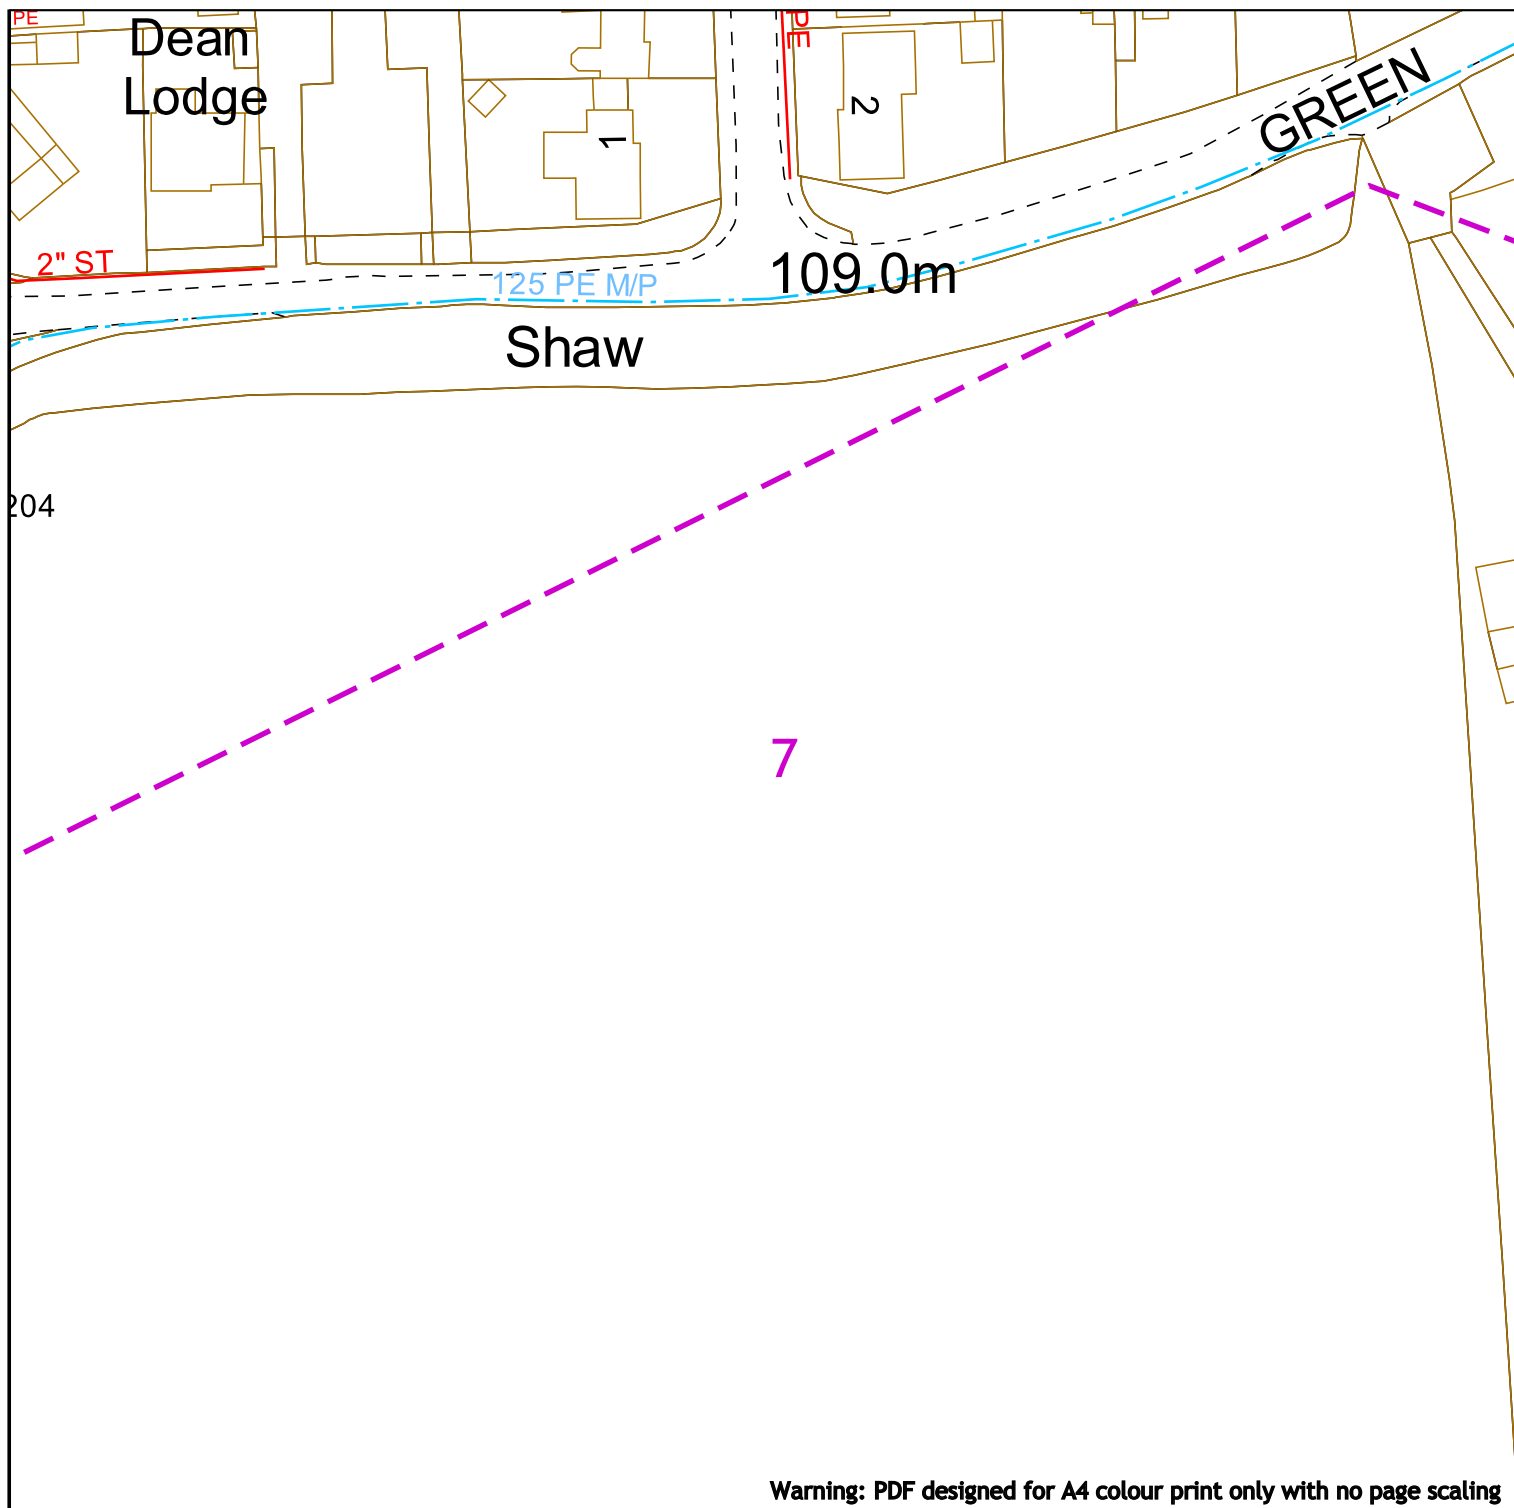 PE
Dean
Lodge
PE
2
1
GREEN
2" ST
125 PE M/P
109.0m
Shaw
204
7
Warning: PDF designed for A4 colour print only with no page scaling